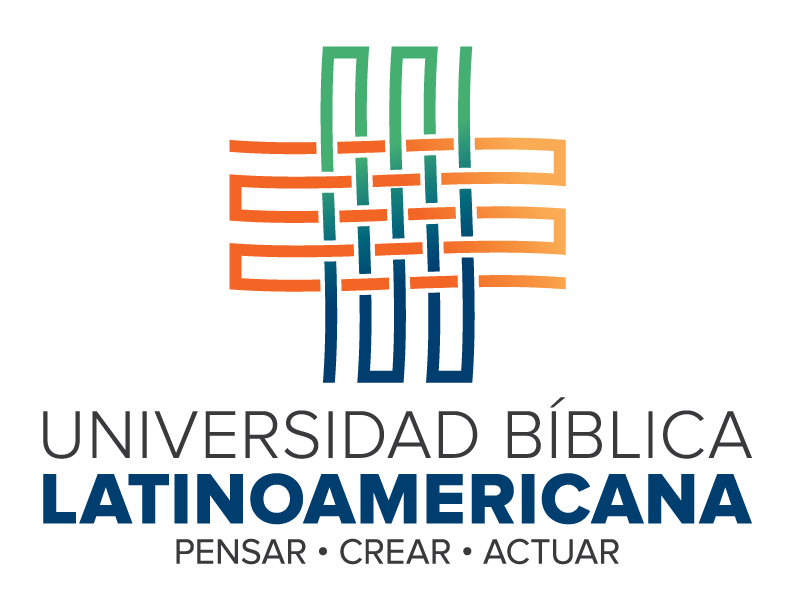 UNIVERSIDAD BÍBLICA
LATINOAMERICANA
PENSAR • CREAR • ACTUAR